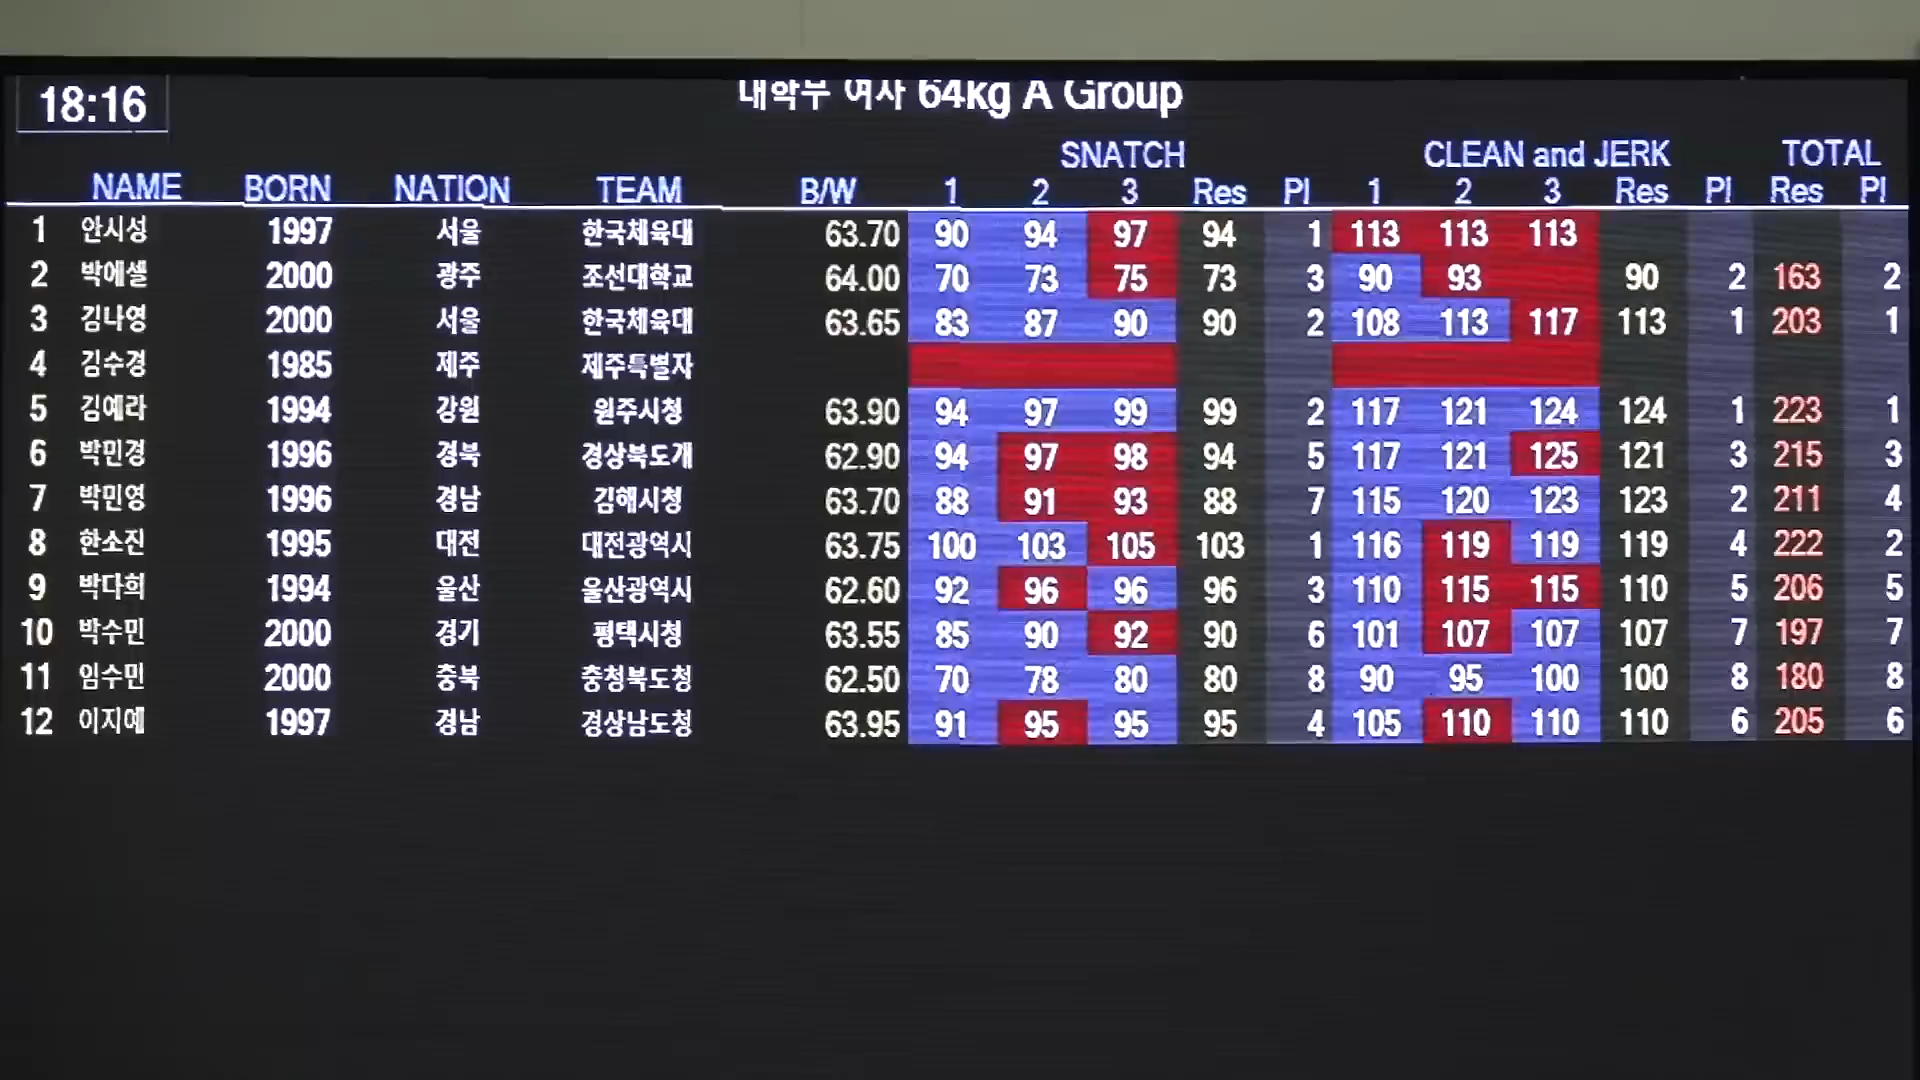 18:16
대학부 여자 64kg A Group
SNATCH CLEAN and JERK TOTAL
NAME BORN NATION TEAM B/W 1 2 3 Res Pl 1 2 3 Res Pl Res Pl
1 안시성 1997 서울 한국체육대 63.70 90 94 97 94 1 113 113 113
2 박에셀 2000 광주 조선대학교 64.00 70 73 75 73 3 90 93 90 2 163 2
3 김나영 2000 서울 한국체육대 63.65 83 87 90 90 2 108 113 117 113 1 203 1
4 김수경 1985 제주 제주특별자
5 김예라 1994 강원 원주시청 63.90 94 97 99 99 2 117 121 124 124 1 223 1
6 박민경 1996 경북 경상북도개 62.90 94 97 98 94 5 117 121 125 121 3 215 3
7 박민영 1996 경남 김해시청 63.70 88 91 93 88 7 115 120 123 123 2 211 4
8 한소진 1995 대전 대전광역시 63.75 100 103 105 103 1 116 119 119 119 4 222 2
9 박다희 1994 울산 울산광역시 62.60 92 96 96 96 3 110 115 115 110 5 206 5
10 박수민 2000 경기 평택시청 63.55 85 90 92 90 6 101 107 107 107 7 197 7
11 임수민 2000 충북 충청북도청 62.50 70 78 80 80 8 90 95 100 100 8 180 8
12 이지예 1997 경남 경상남도청 63.95 91 95 95 95 4 105 110 110 110 6 205 6